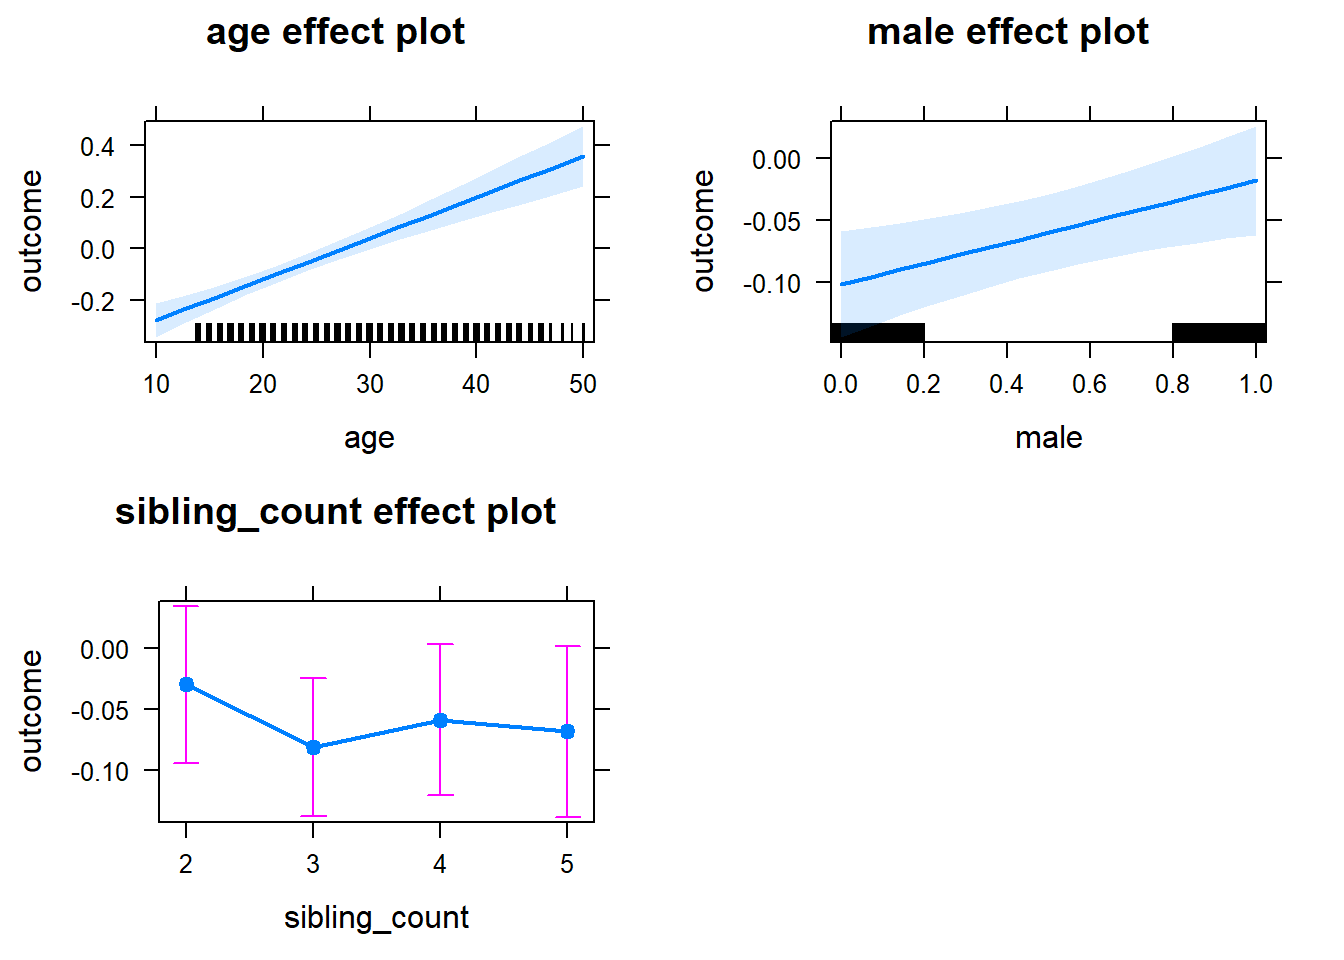 age effect plot
outcome
0.4
0.2
0.0
-0.2
10 20 30 40 50
age
male effect plot
outcome
0.00
-0.05
-0.10
0.0 0.2 0.4 0.6 0.8 1.0
male
sibling_count effect plot
outcome
0.00
-0.05
-0.10
2 3 4 5
sibling_count